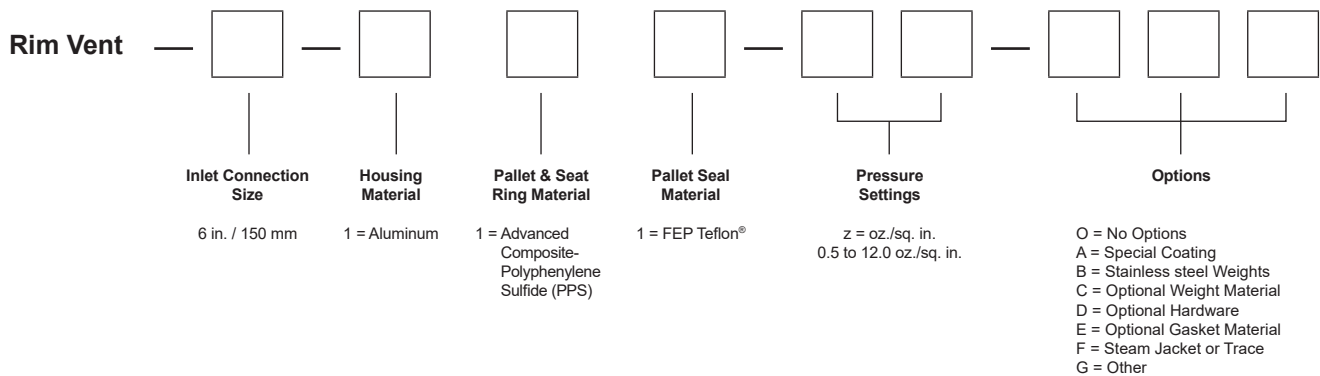 Rim Vent
Inlet Connection
Size
6 in. / 150 mm
Housing
Material
1 = Aluminum
Pallet & Seat
Ring Material
1 = Advanced
Composite-
Polyphenylene
Sulfide (PPS)
Pallet Seal
Material
1 = FEP Teflon®
Pressure
Settings
z = oz./sq. in.
0.5 to 12.0 oz./sq. in.
Options
O = No Options
A = Special Coating
B = Stainless steel Weights
C = Optional Weight Material
D = Optional Hardware
E = Optional Gasket Material
F = Steam Jacket or Trace
G = Other